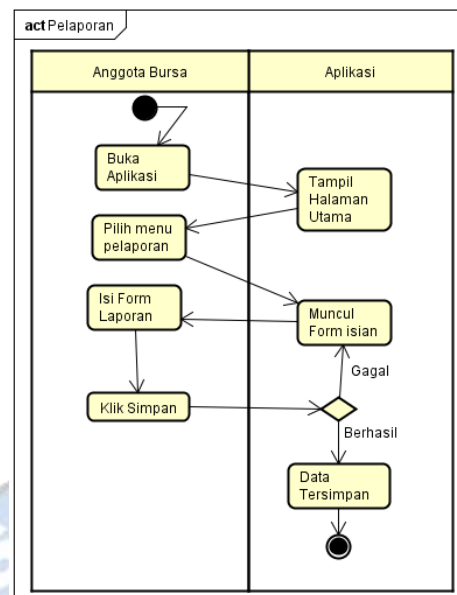 act Pelaporan
Anggota Bursa
Aplikasi
Buka
Aplikasi
Tampil
Halaman
Utama
Pilih menu
pelaporan
Isi Form
Laporan
Muncul
Form isian
Gagal
Klik Simpan
Berhasil
Data
Tersimpan